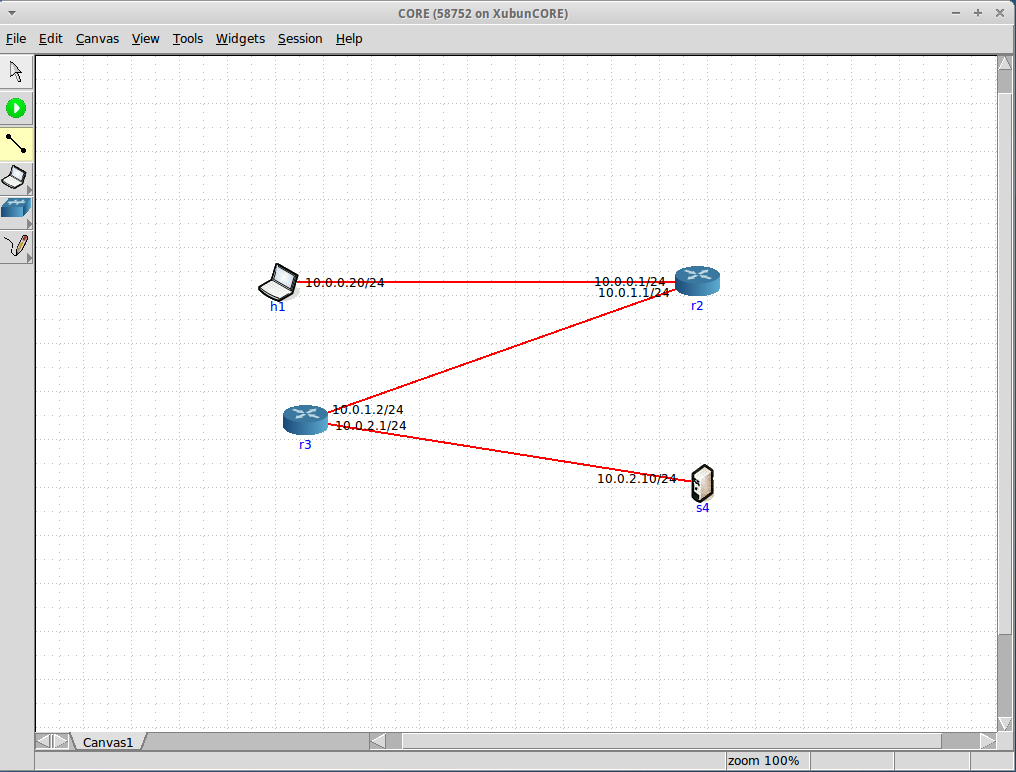 CORE (58752 on XubunCORE)
File Edit Canvas View Tools Widgets Session Help
10.0.0.20/24
10.0.0.1/24
10.0.1.1/24
h1
r2
10.0.1.2/24
10.0.2.1/24
r3
10.0.2.10/24
s4
Canvas1
zoom 100%